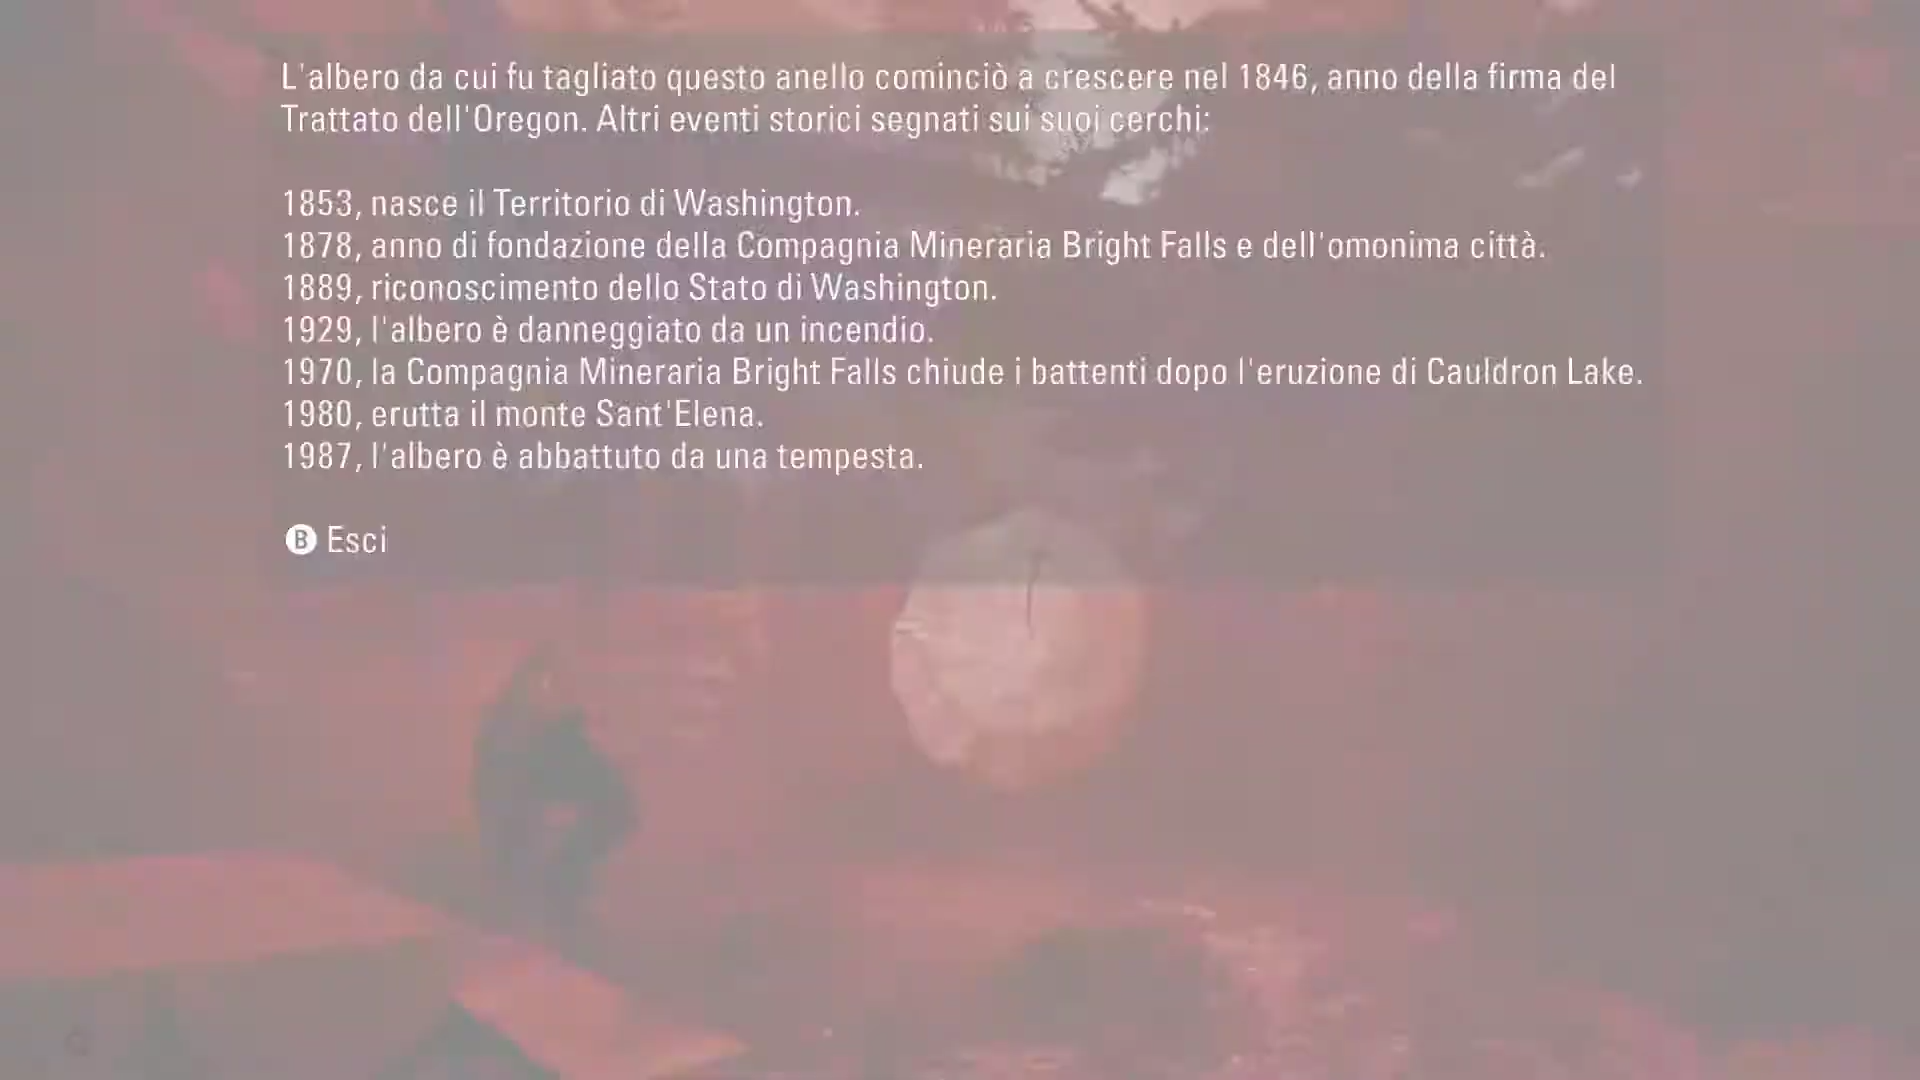 L'albero da cui fu tagliato questo anello cominciò a crescere nel 1846, anno della firma del
Trattato dell'Oregon. Altri eventi storici segnati sui suoi cerchi:
1853, nasce il Territorio di Washington.
1878, anno di fondazione della Compagnia Mineraria Bright Falls e dell'omonima città.
1889, riconoscimento dello Stato di Washington.
1929, l'albero è danneggiato da un incendio.
1970, la Compagnia Mineraria Bright Falls chiude i battenti dopo l'eruzione di Cauldron Lake.
1980, erutta il monte Sant'Elena.
1987, l'albero è abbattuto da una tempesta.
B Esci